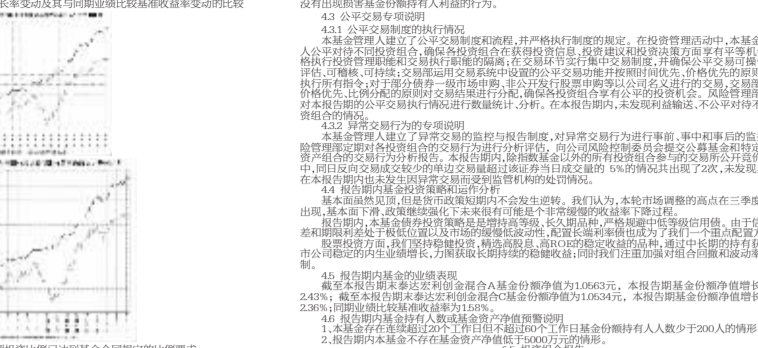 长率变动及其与同期业绩比较基准收益率变动的比较
没有出现损害基金份额持有人利益的行为。
4.3 公平交易专项说明
4.3.1 公平交易制度的执行情况
本基金管理人建立了公平交易制度和流程,并严格执行制度的规定。在投资管理活动中,本基金
人公平对待不同投资组合,确保各投资组合在获得投资信息、投资建议和投资决策方面享有平等机
格执行投资管理职能和交易执行职能的隔离;在交易环节实行集中交易制度,并确保公平交易可操
评估、可稽核、可持续;交易部运用交易系统中设置的公平交易功能并按照时间优先、价格优先的原则
执行所有指令;对于部分债券一级市场申购、非公开发行股票申购等以公司名义进行的交易,交易部
价格优先、比例分配的原则对交易结果进行分配,确保各投资组合享有公平的投资机会。风险管理部
对本报告期的公平交易执行情况进行数量统计、分析。在本报告期内,未发现利益输送、不公平对待不
资组合的情况。
4.3.2 异常交易行为的专项说明
本基金管理人建立了异常交易的监控与报告制度,对异常交易行为进行事前、事中和事后的监
险管理部定期对各投资组合的交易行为进行分析评估，向公司风险控制委员会提交公募基金和特定
资产组合的交易行为分析报告。本报告期内,除指数基金以外的所有投资组合参与的交易所公开竞价
中,同日反向交易成交较少的单边交易量超过该证券当日成交量的 5%的情况共出现了2次,未发现
在本报告期内也未发生因异常交易而受到监管机构的处罚情况。
4.4 报告期内基金投资策略和运作分析
基本面虽然见顶,但是货币政策短期内不会发生逆转。我们认为,本轮市场调整的高点在三季度
出现,基本面下滑,政策继续强化下未来很有可能是个非常缓慢的收益率下降过程。
报告期内,本基金债券投资策略是是增持高等级,长久期品种,严格规避中低等级信用债。由于信
差和期限利差处于极低位置以及市场的缓慢低波动性,配置长端利率债也成为了我们一个重点配置方
股票投资方面,我们坚持稳健投资,精选高股息、高ROE的稳定收益的品种,通过中长期的持有获
市公司稳定的内生业绩增长,力图获取长期持续的稳健收益;同时我们注重加强对组合回撤和波动率
制。
4.5 报告期内基金的业绩表现
截至本报告期末泰达宏利创金混合A基金份额净值为1.0563元，本报告期基金份额净值增长
2.43%；截至本报告期末泰达宏利创金混合C基金份额净值为1.0534元，本报告期基金份额净值增长
2.36%;同期业绩比较基准收益率为1.58%。
4.6 报告期内基金持有人数或基金资产净值预警说明
1、本基金存在连续超过20个工作日但不超过60个工作日基金份额持有人人数少于200人的情形
2、报告期内本基金不存在基金资产净值低于5000万元的情形。